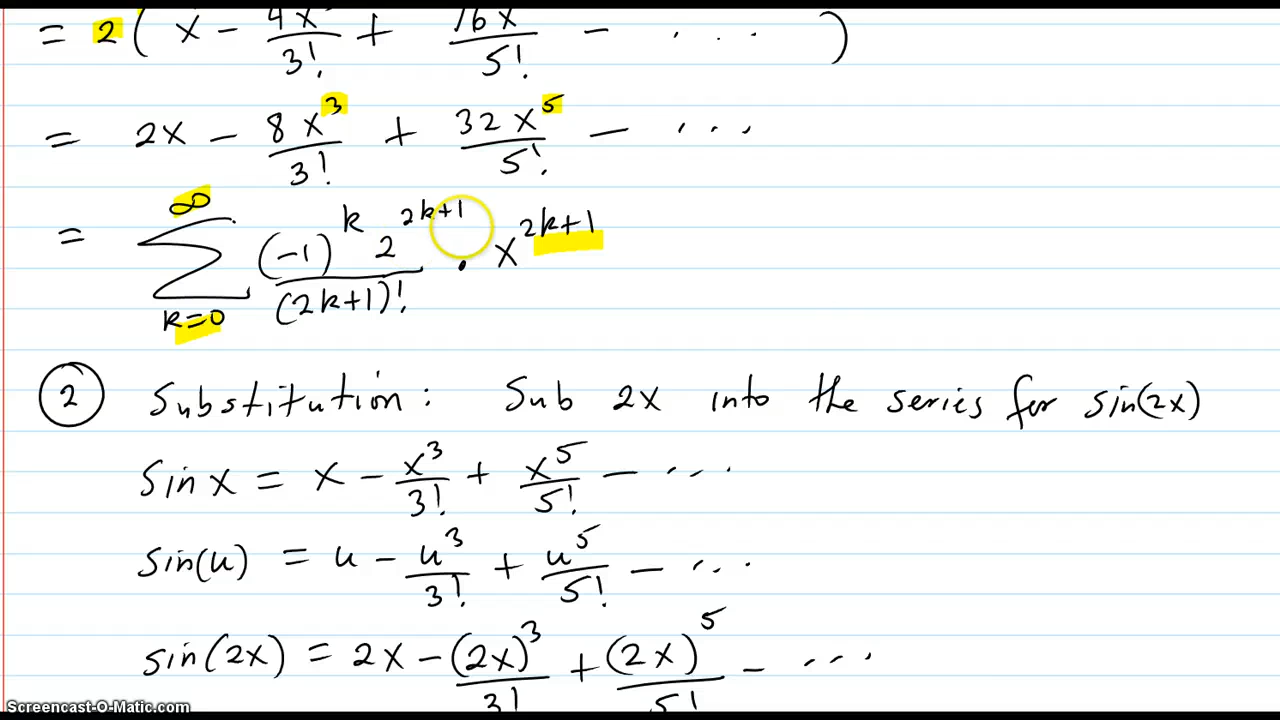 = 2 ( x - 4x³/3! + 16x/5! - ... )
= 2x - 8x³/3! + 32x⁵/5! - ...
= ∑_{k=0}^{∞} (-1)^k 2^{2k+1}/(2k+1)! · x^{2k+1}
② Substitution: Sub 2x into the series for sin(2x)
sin x = x - x³/3! + x⁵/5! - ...
sin(u) = u - u³/3! + u⁵/5! - ...
sin(2x) = 2x - (2x)³/3! + (2x)⁵/5! - ...
Screencast-O-Matic.com